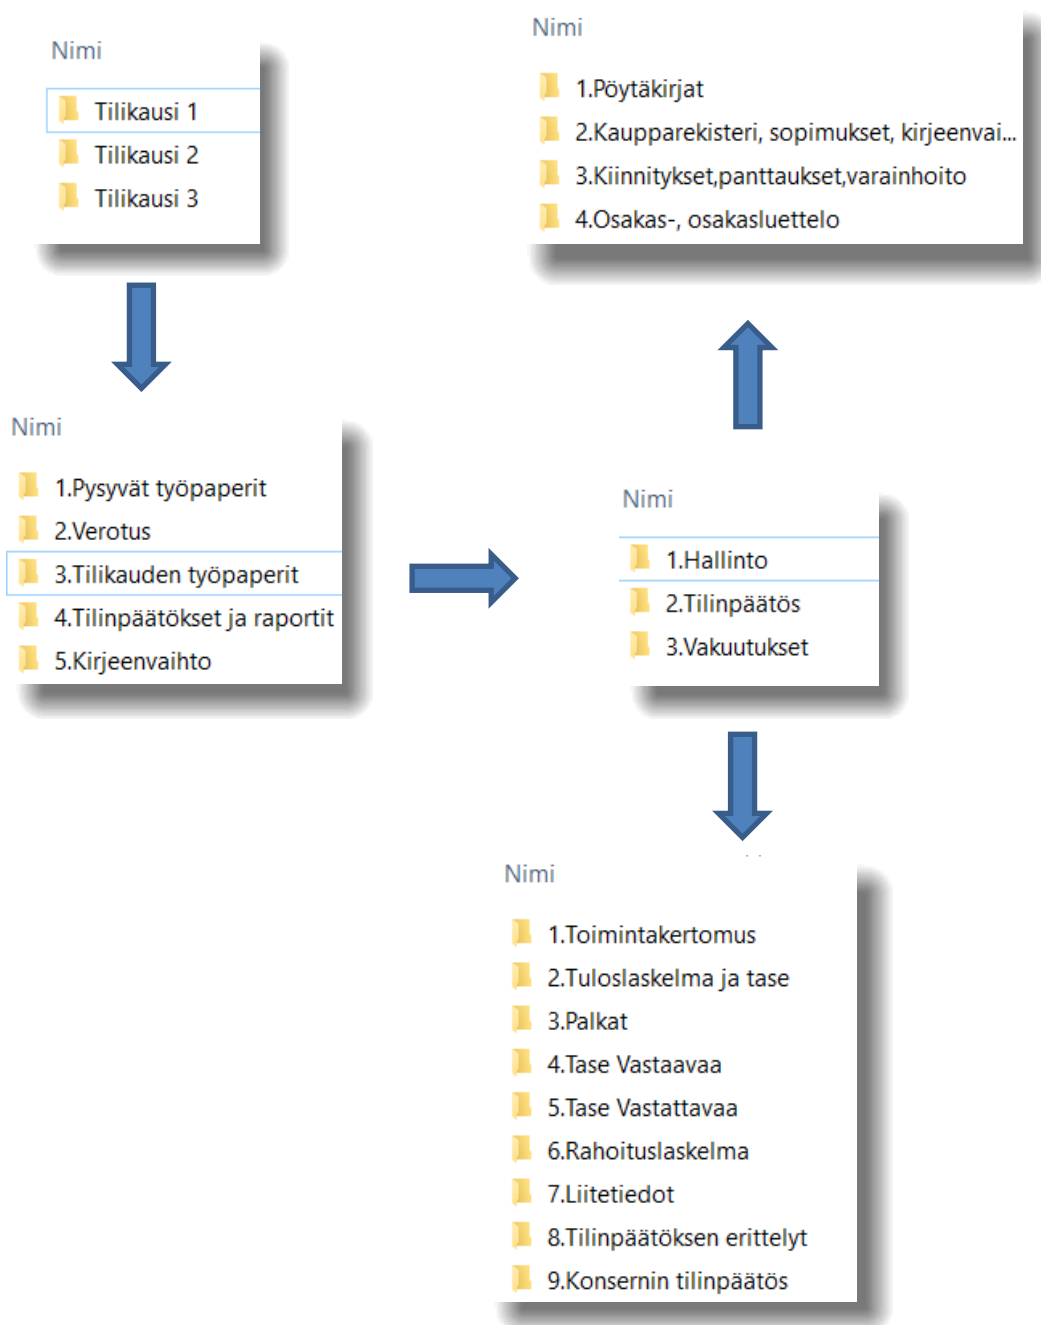 Nimi
Tilikausi 1
Tilikausi 2
Tilikausi 3
Nimi
1.Pöytäkirjat
2.Kaupparekisteri, sopimukset, kirjeenvai...
3.Kiinnitykset,panttaukset,varainhoito
4.Osakas-, osakasluettelo
Nimi
1.Pysyvät työpaperit
2.Verotus
3.Tilikauden työpaperit
4.Tilinpäätökset ja raportit
5.Kirjeenvaihto
Nimi
1.Hallinto
2.Tilinpäätös
3.Vakuutukset
Nimi
1.Toimintakertomus
2.Tuloslaskelma ja tase
3.Palkat
4.Tase Vastaavaa
5.Tase Vastattavaa
6.Rahoituslaskelma
7.Liitetiedot
8.Tilinpäätöksen erittelyt
9.Konsernin tilinpäätös